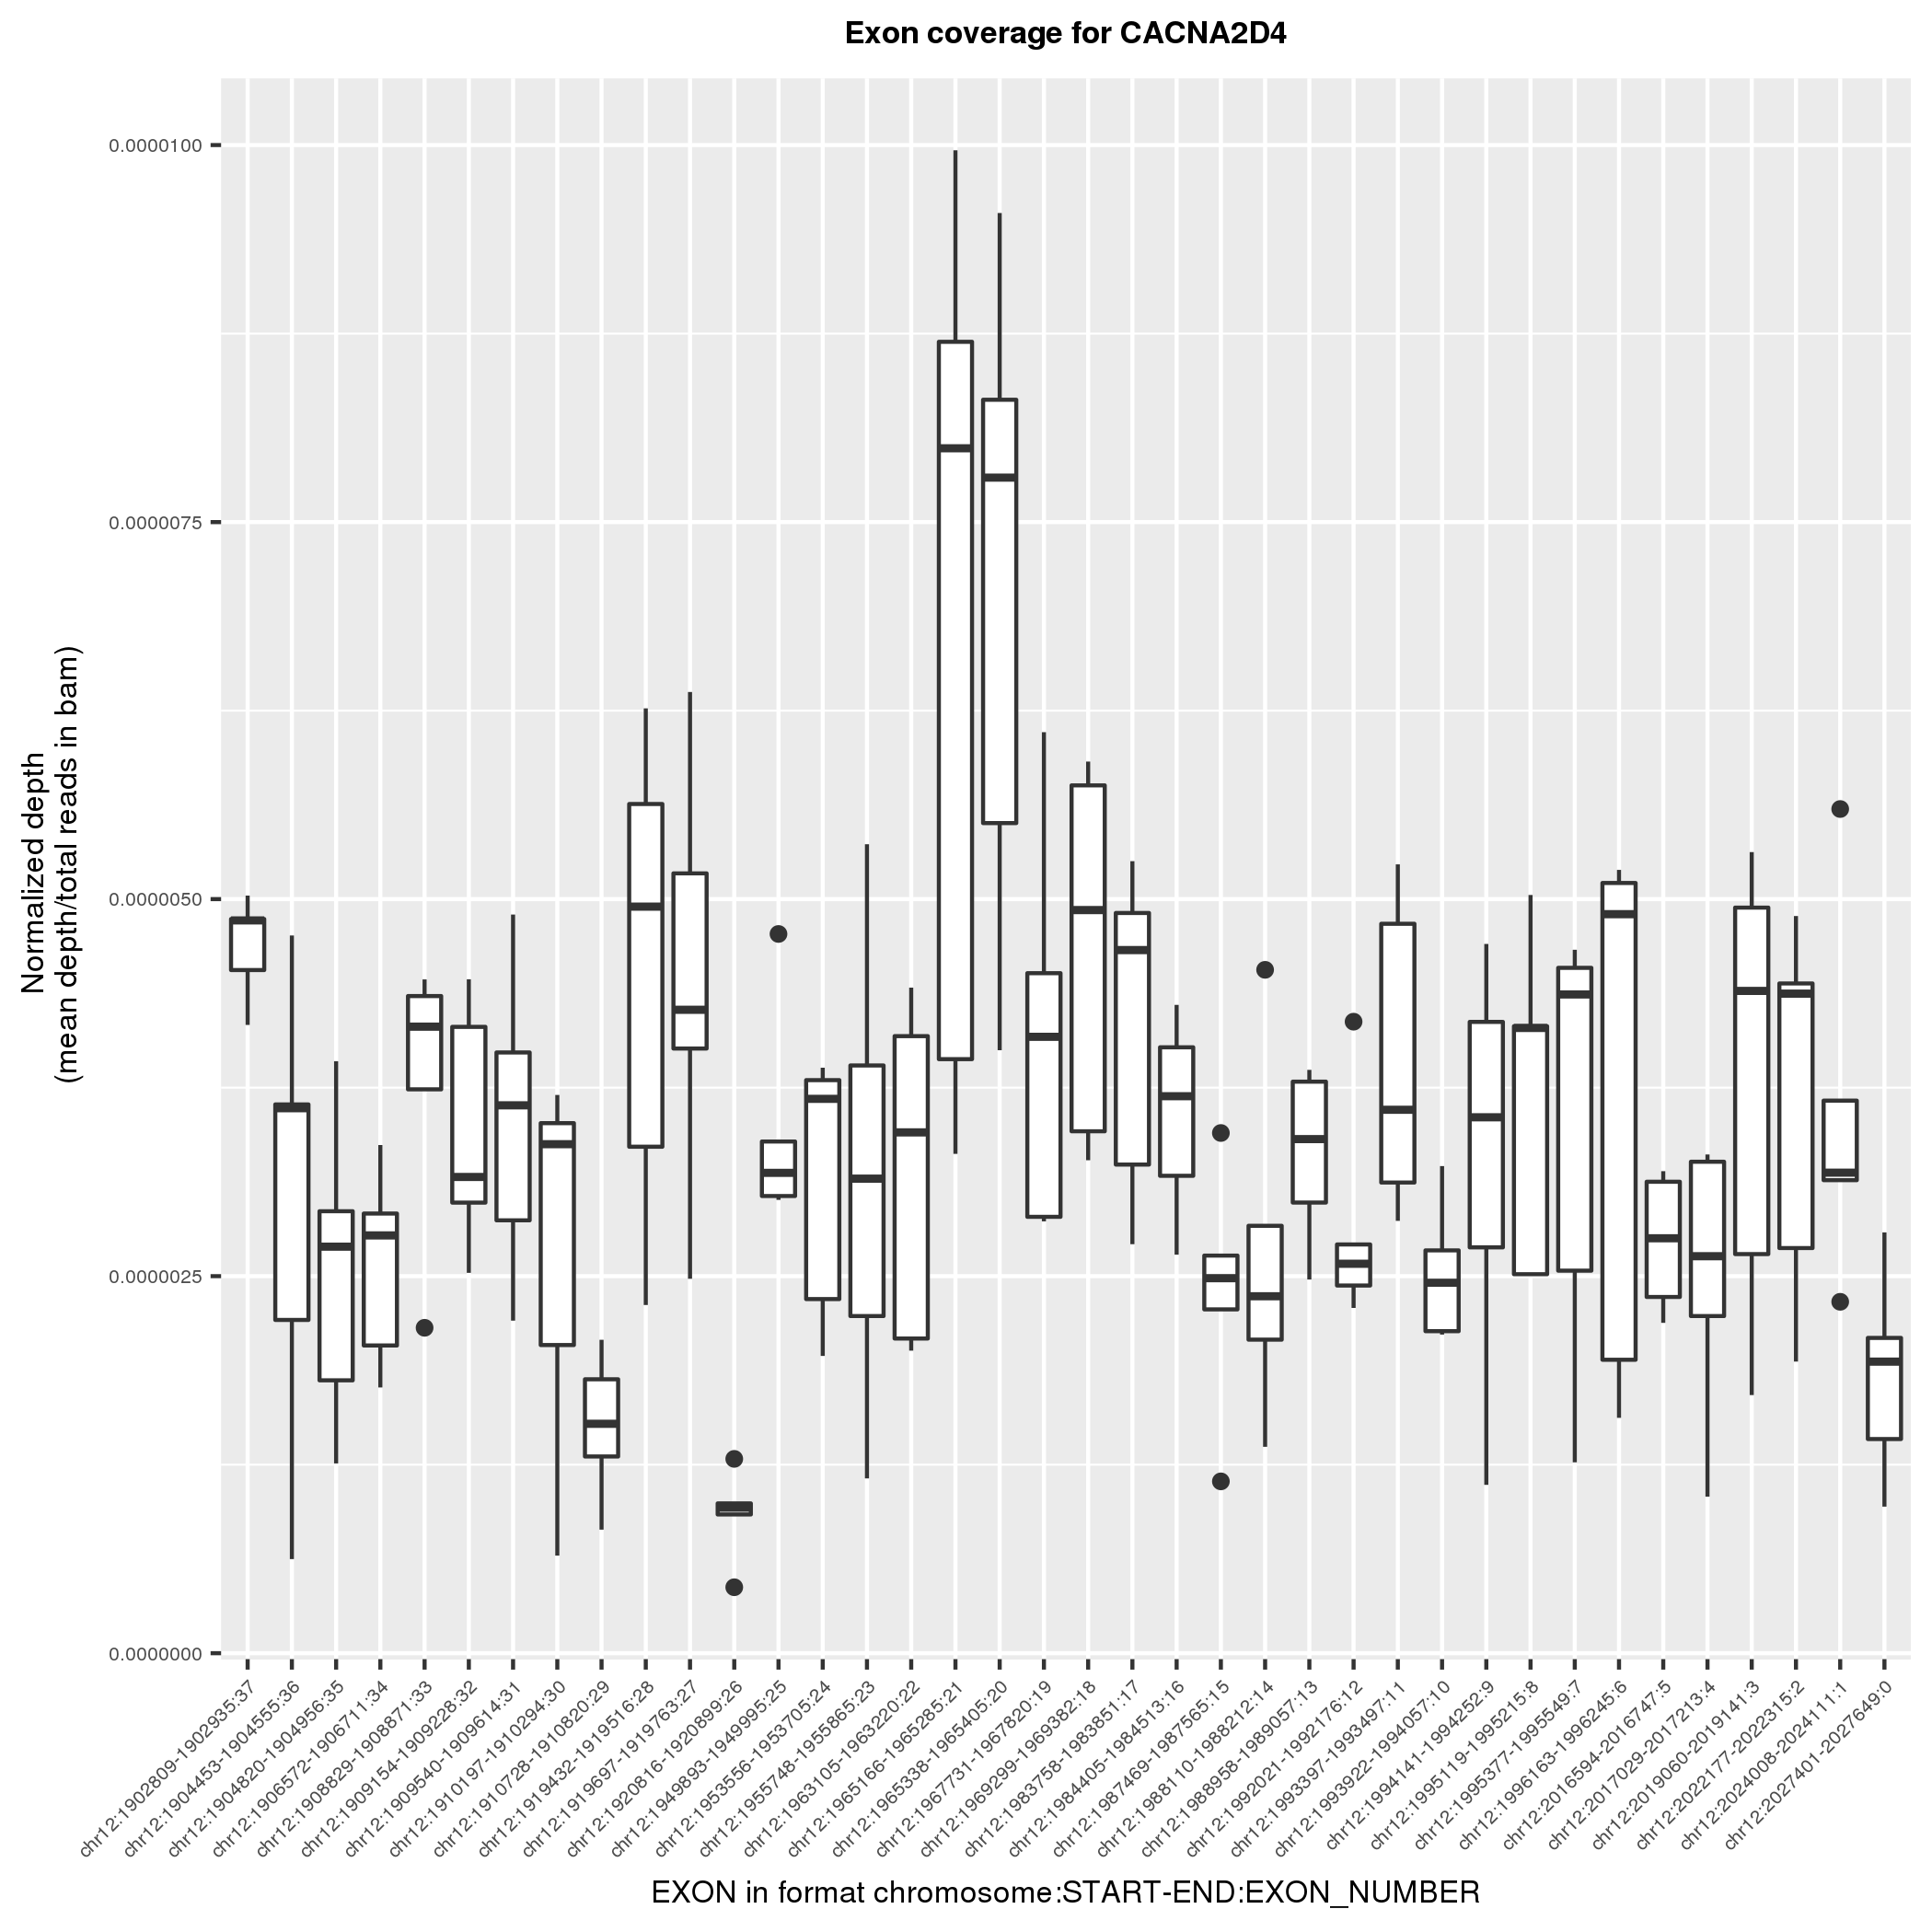 Exon coverage for CACNA2D4
0.0000100
0.0000075
0.0000050
0.0000025
0.0000000
Normalized depth
(mean depth/total reads in bam)
chr12:1902809-1902935:37
chr12:1904453-1904555:36
chr12:1904820-1904956:35
chr12:1906572-1906711:34
chr12:1908829-1908871:33
chr12:1909154-1909228:32
chr12:1909540-1909614:31
chr12:1910197-1910294:30
chr12:1910728-1910820:29
chr12:1919432-1919516:28
chr12:1919697-1919763:27
chr12:1920816-1920899:26
chr12:1949893-1949995:25
chr12:1953556-1953705:24
chr12:1955748-1955865:23
chr12:1963105-1963220:22
chr12:1965166-1965285:21
chr12:1965338-1965405:20
chr12:1967731-1967820:19
chr12:1969299-1969382:18
chr12:1983758-1983851:17
chr12:1984405-1984513:16
chr12:1987469-1987565:15
chr12:1988110-1988212:14
chr12:1988958-1989057:13
chr12:1992021-1992176:12
chr12:1993397-1993497:11
chr12:1993922-1994057:10
chr12:1994141-1994252:9
chr12:1995119-1995215:8
chr12:1995377-1995549:7
chr12:1996163-1996245:6
chr12:2016594-2016747:5
chr12:2017029-2017213:4
chr12:2019060-2019141:3
chr12:2022177-2022315:2
chr12:2024008-2024111:1
chr12:2027401-2027649:0
EXON in format chromosome:START-END:EXON_NUMBER